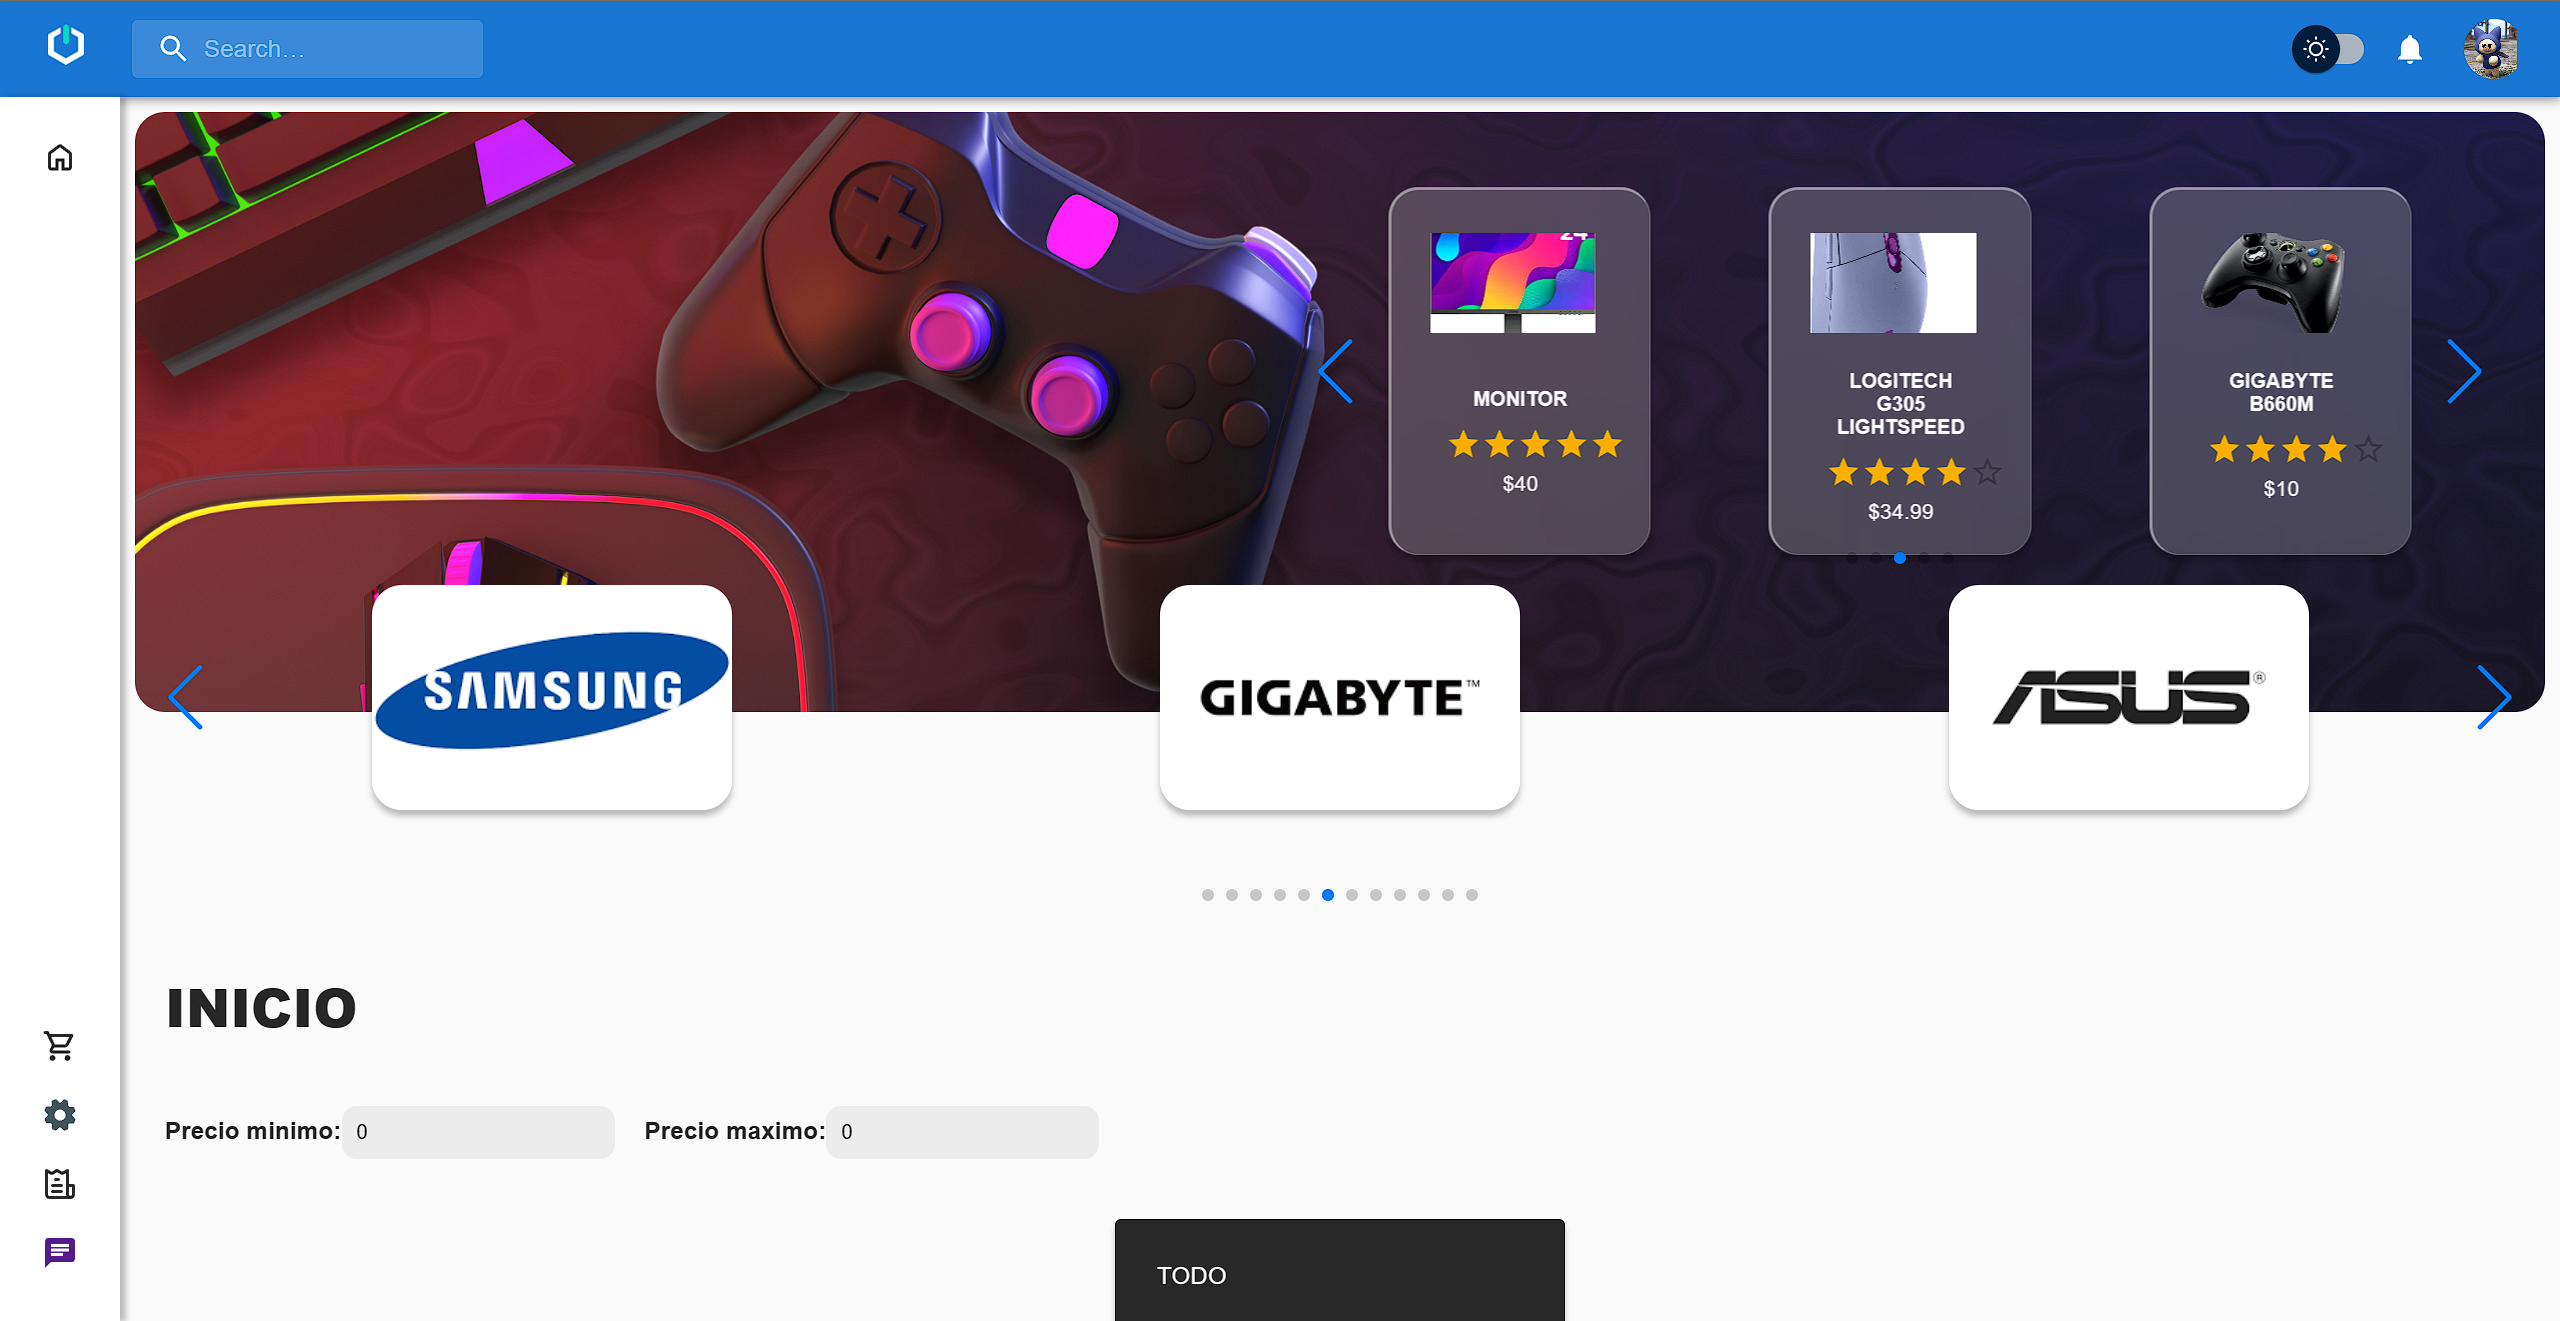 Search...
24
MONITOR
$40
LOGITECH
G305
LIGHTSPEED
$34.99
GIGABYTE
B660M
$10
SAMSUNG
GIGABYTE™
ASUS®
INICIO
Precio minimo: 0
Precio maximo: 0
TODO